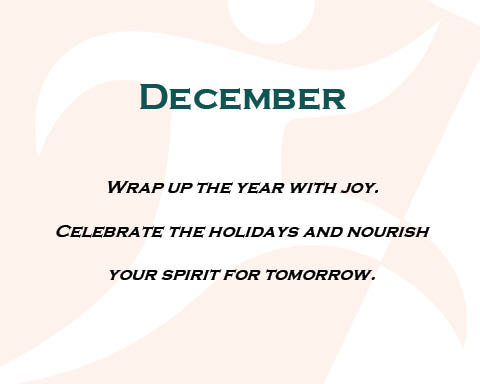 December
Wrap up the year with joy.
Celebrate the holidays and nourish
your spirit for tomorrow.